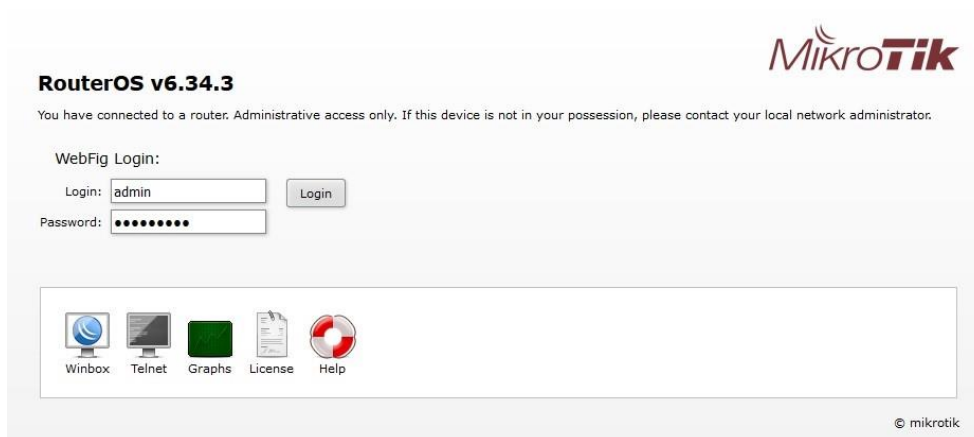 MikroTik
RouterOS v6.34.3
You have connected to a router. Administrative access only. If this device is not in your possession, please contact your local network administrator.
WebFig Login:
Login: admin Login
Password: •••••••••
Winbox Telnet Graphs License Help
© mikrotik